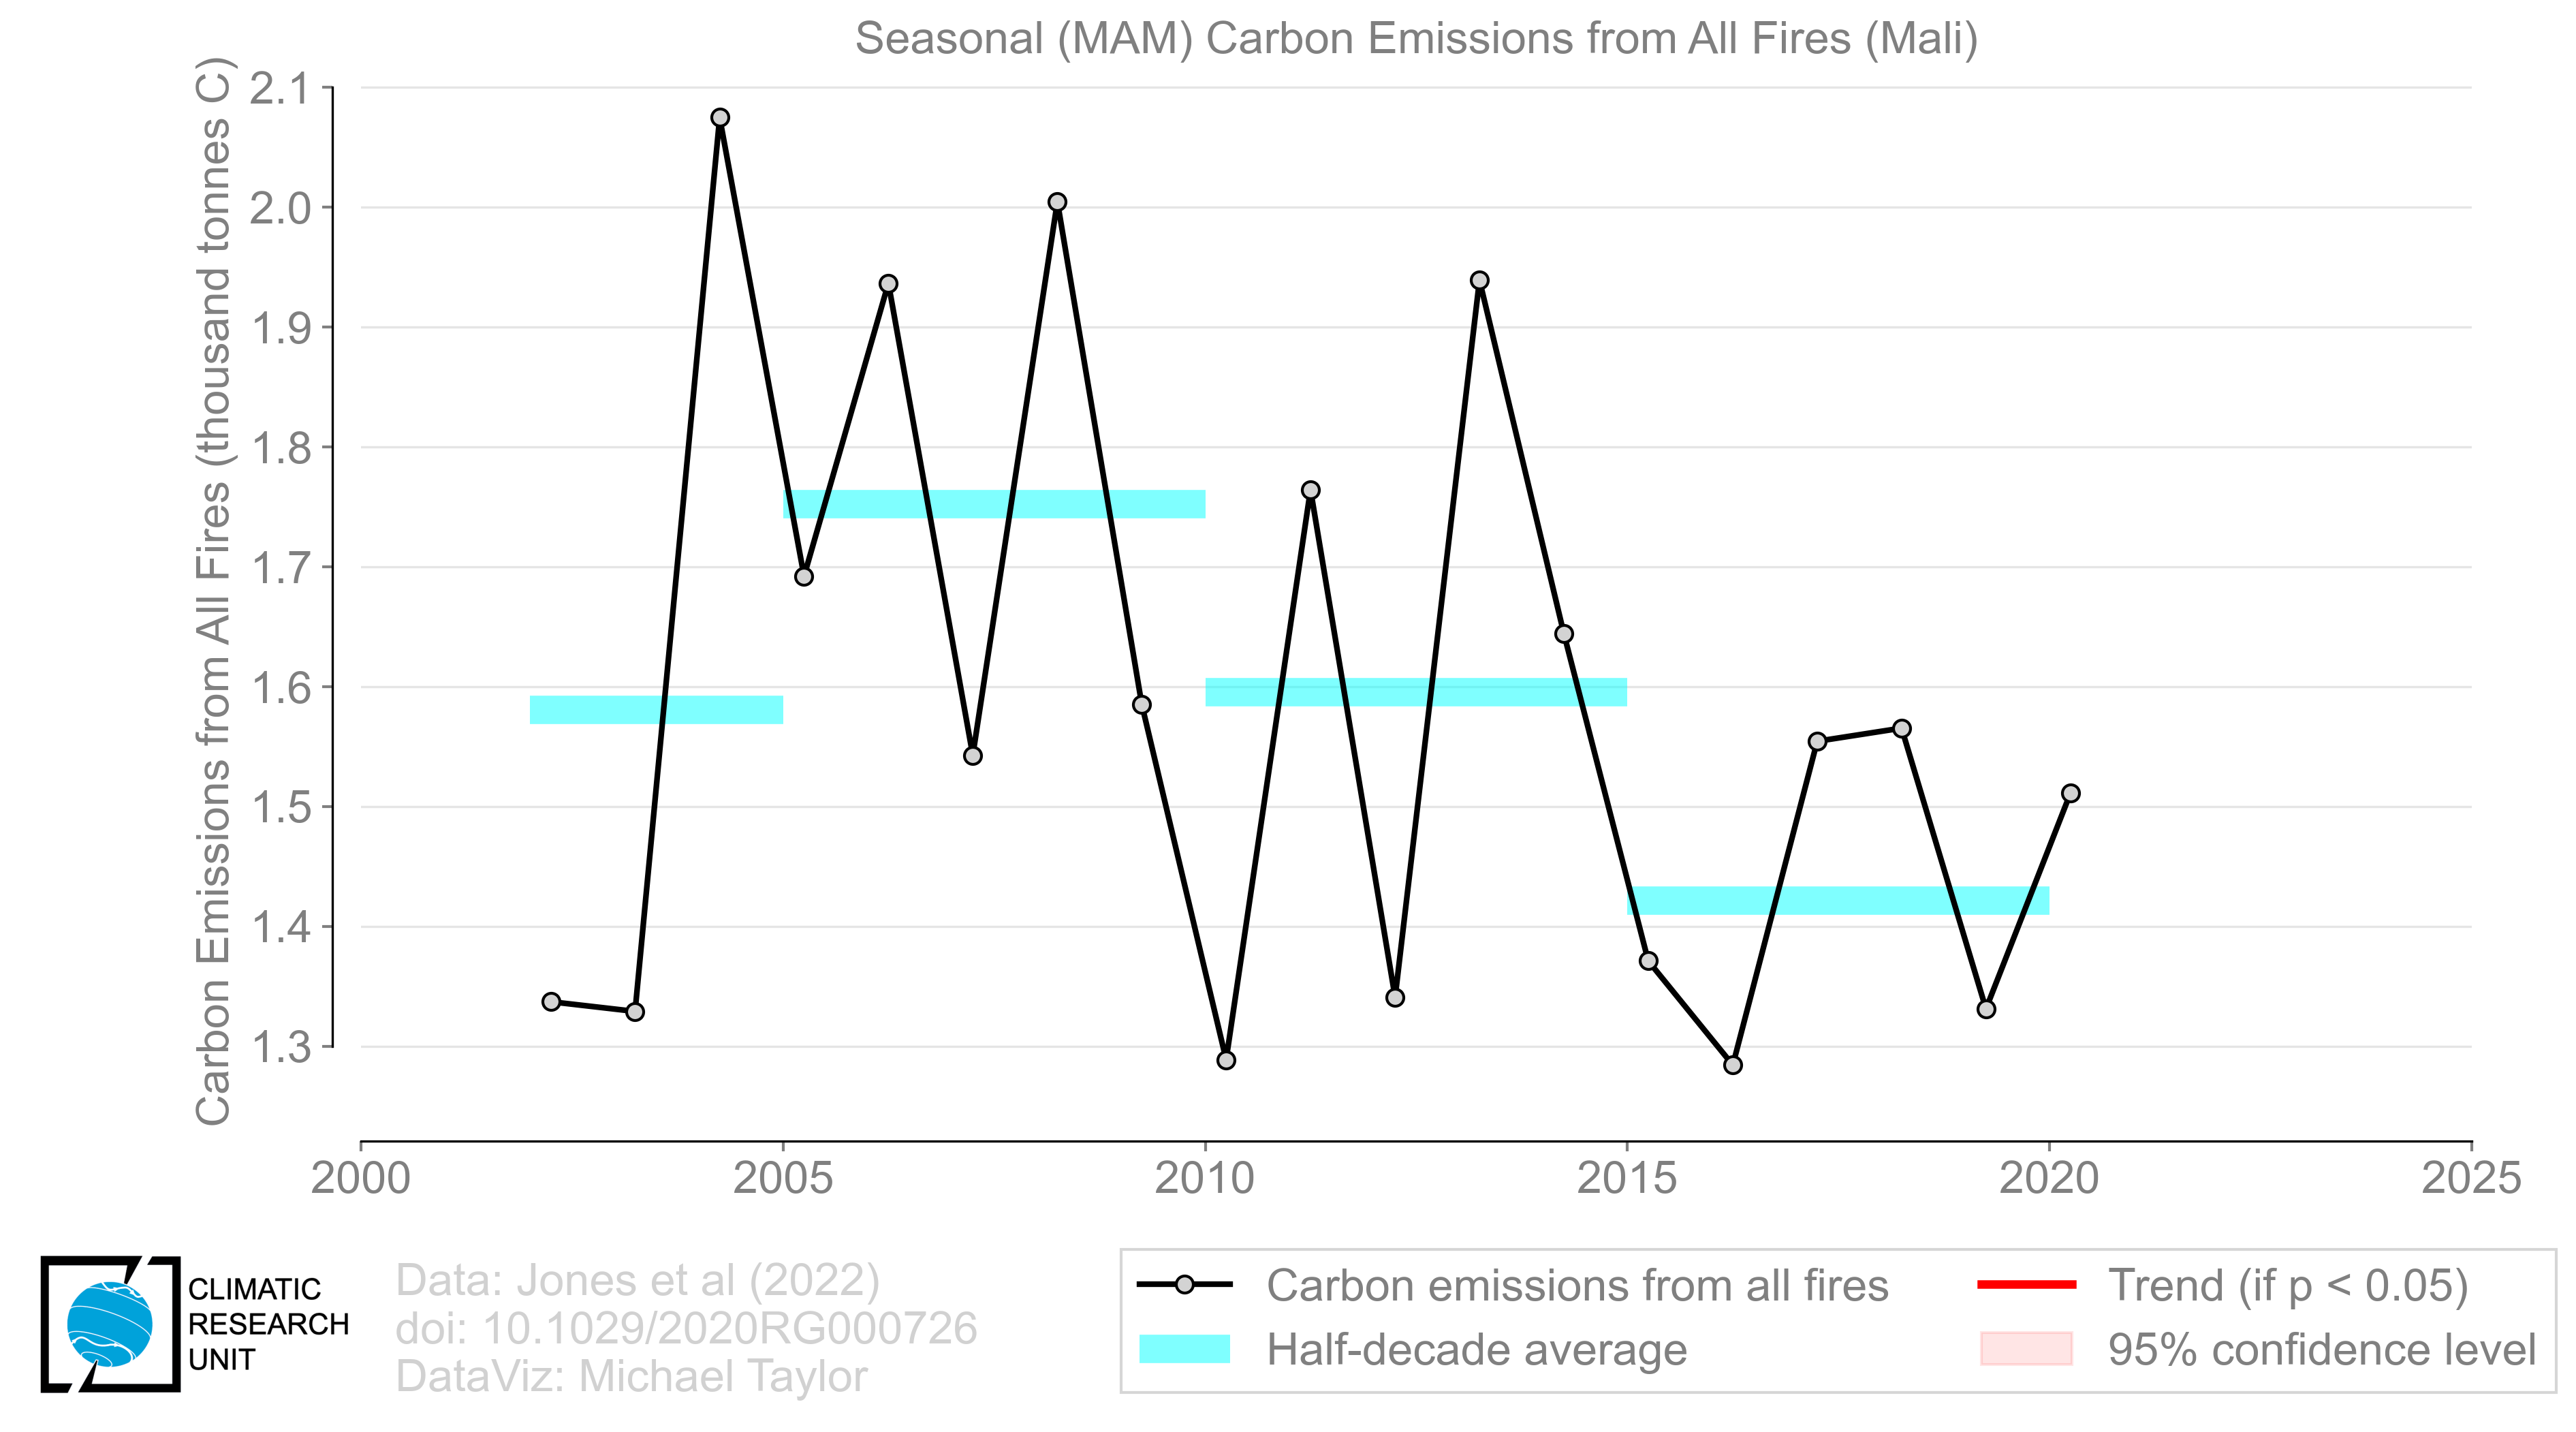 Seasonal (MAM) Carbon Emissions from All Fires (Mali)
Carbon Emissions from All Fires (thousand tonnes C)
2.1
2.0
1.9
1.8
1.7
1.6
1.5
1.4
1.3
2000
2005
2010
2015
2020
2025
CLIMATIC
RESEARCH
UNIT
Data: Jones et al (2022)
doi: 10.1029/2020RG000726
DataViz: Michael Taylor
Carbon emissions from all fires
Half-decade average
Trend (if p < 0.05)
95% confidence level